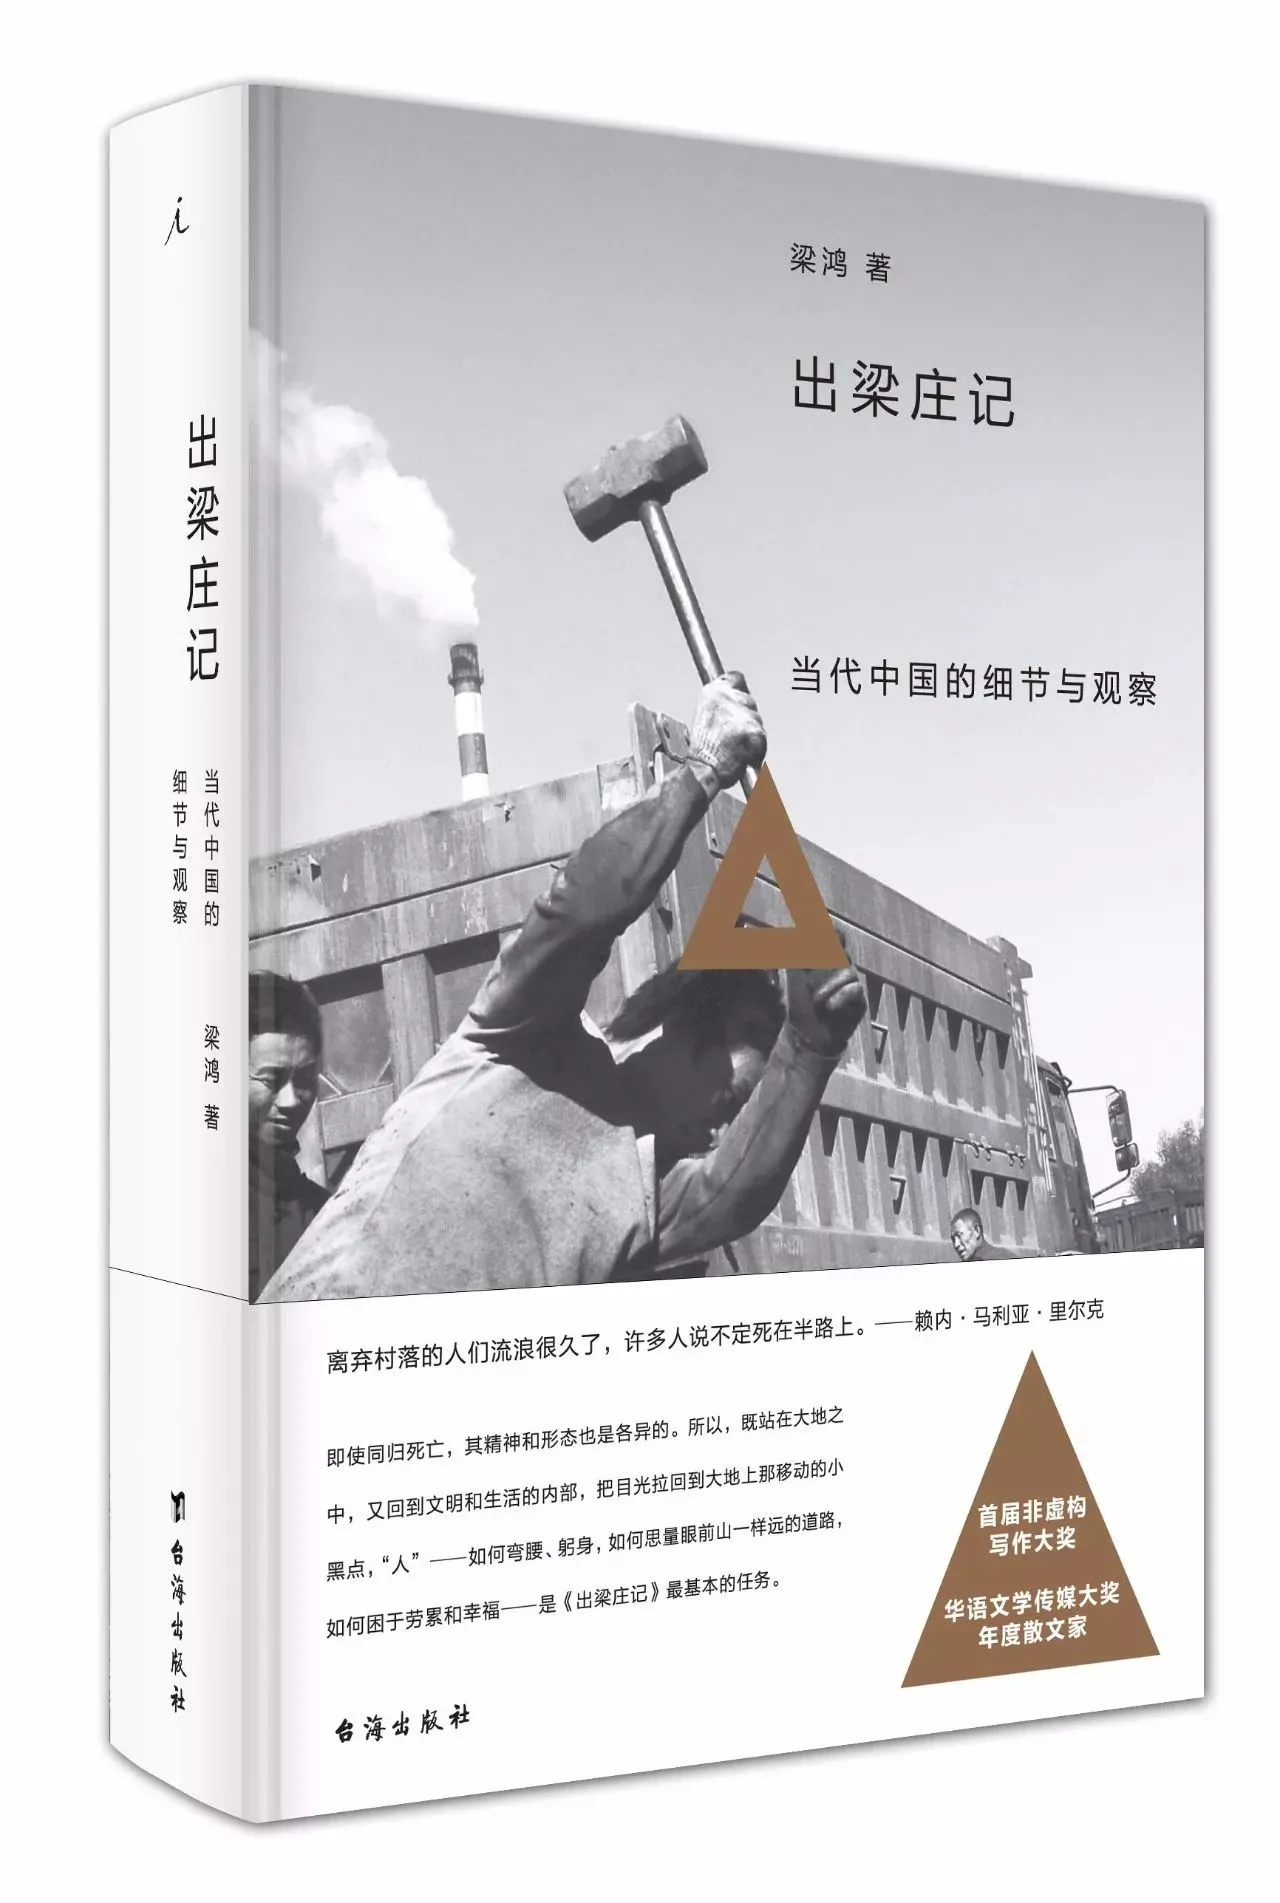 i
出梁庄记
当代中国的
细节与观察
梁鸿 著
台海出版社
梁鸿 著
出梁庄记
当代中国的细节与观察
离弃村落的人们流浪很久了，许多人说不定死在半路上。——赖内·马利亚·里尔克
即使同归死亡，其精神和形态也是各异的。所以，既站在大地之
中，又回到文明和生活的内部，把目光拉回到大地上那移动的小
黑点，“人”——如何弯腰、躬身，如何思量眼前山一样远的道路，
如何困于劳累和幸福——是《出梁庄记》最基本的任务。
首届非虚构
写作大奖
华语文学传媒大奖
年度散文家
台海出版社